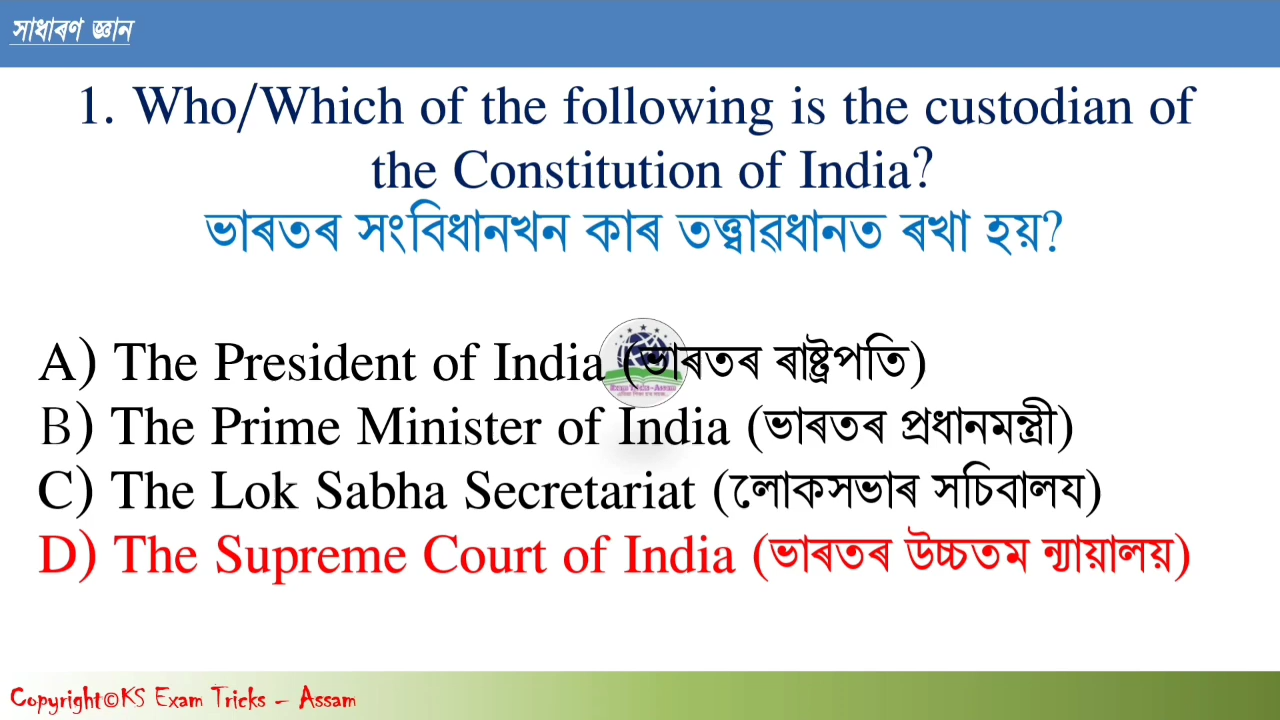 সাধাৰণ জ্ঞান
1. Who/Which of the following is the custodian of
the Constitution of India?
ভাৰতৰ সংবিধানখন কাৰ তত্ত্বাৱধানত ৰখা হয়?
A) The President of India (ভাৰতৰ ৰাষ্ট্ৰপতি)
B) The Prime Minister of India (ভাৰতৰ প্ৰধানমন্ত্ৰী)
C) The Lok Sabha Secretariat (লোকসভাৰ সচিবালয)
D) The Supreme Court of India (ভাৰতৰ উচ্চতম ন্যায়ালয়)
Exam Tricks - Assam
Copyright©KS Exam Tricks – Assam